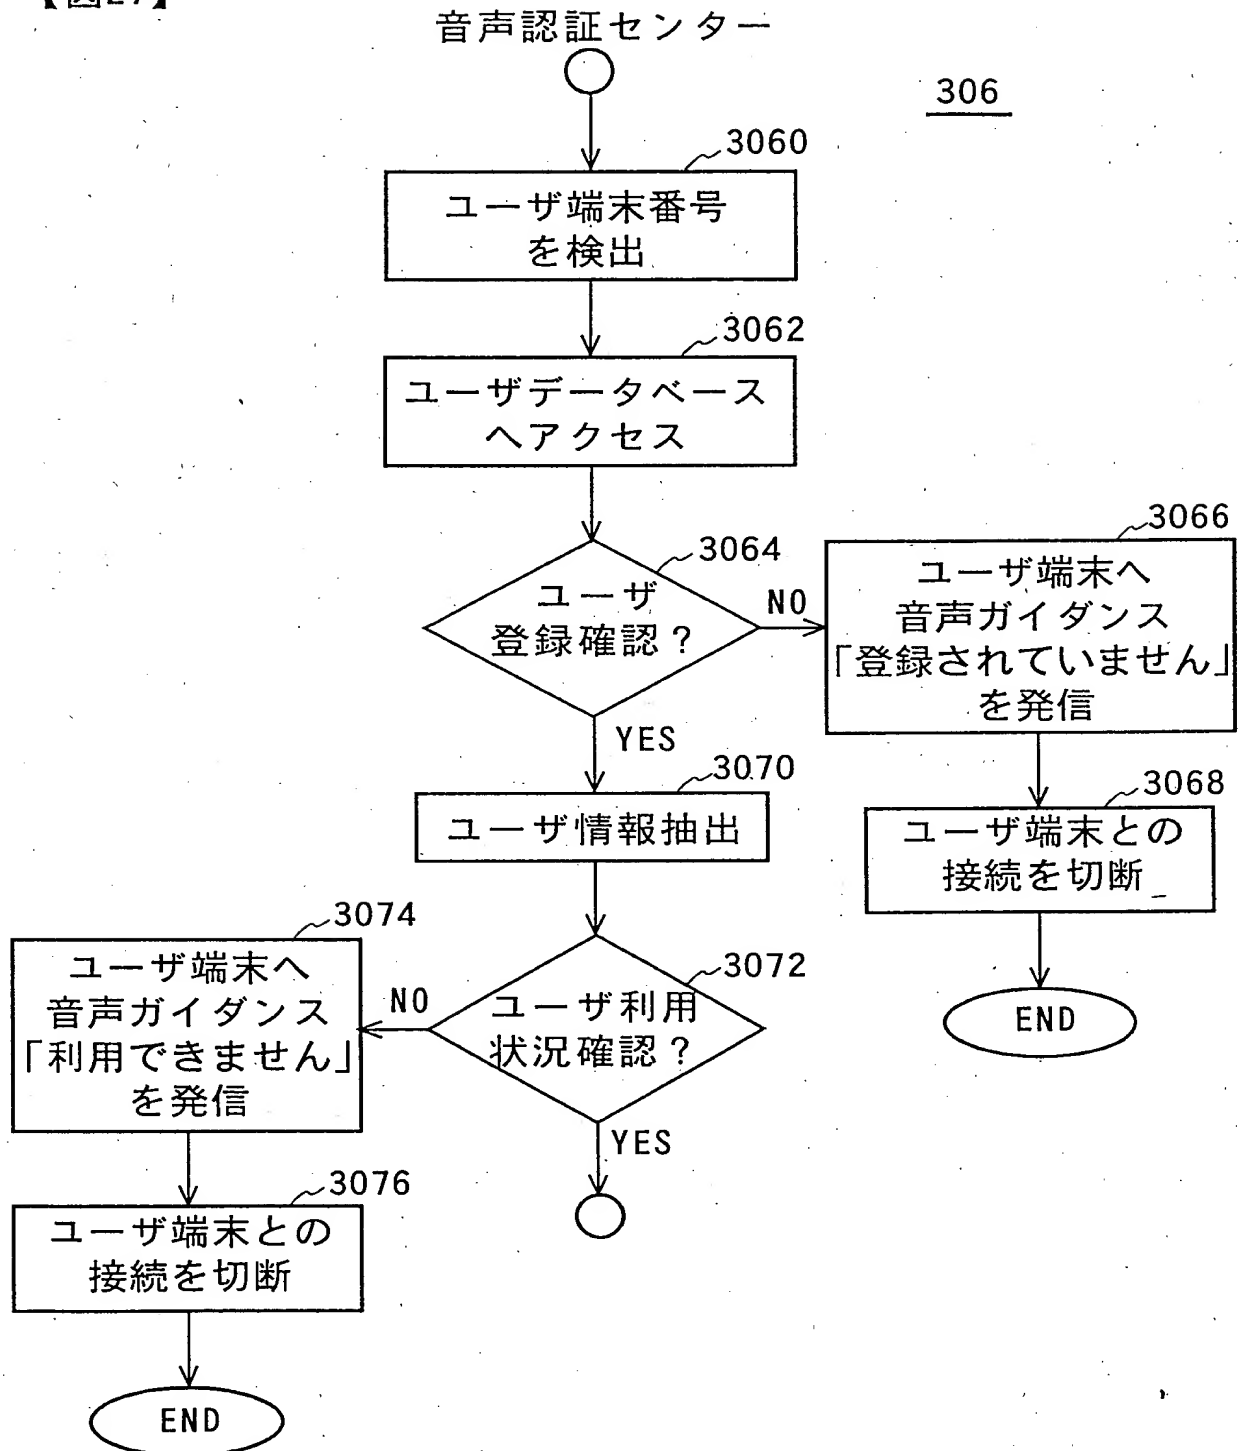 音声認証センター
306
3060
ユーザ端末番号
を検出
3062
ユーザデータベース
へアクセス
3064
ユーザ
登録確認？
NO
3066
ユーザ端末へ
音声ガイダンス
「登録されていません」
を発信
YES
3068
ユーザ端末との
接続を切断
END
3070
ユーザ情報抽出
3072
ユーザ利用
状況確認？
NO
3074
ユーザ端末へ
音声ガイダンス
「利用できません」
を発信
YES
3076
ユーザ端末との
接続を切断
END